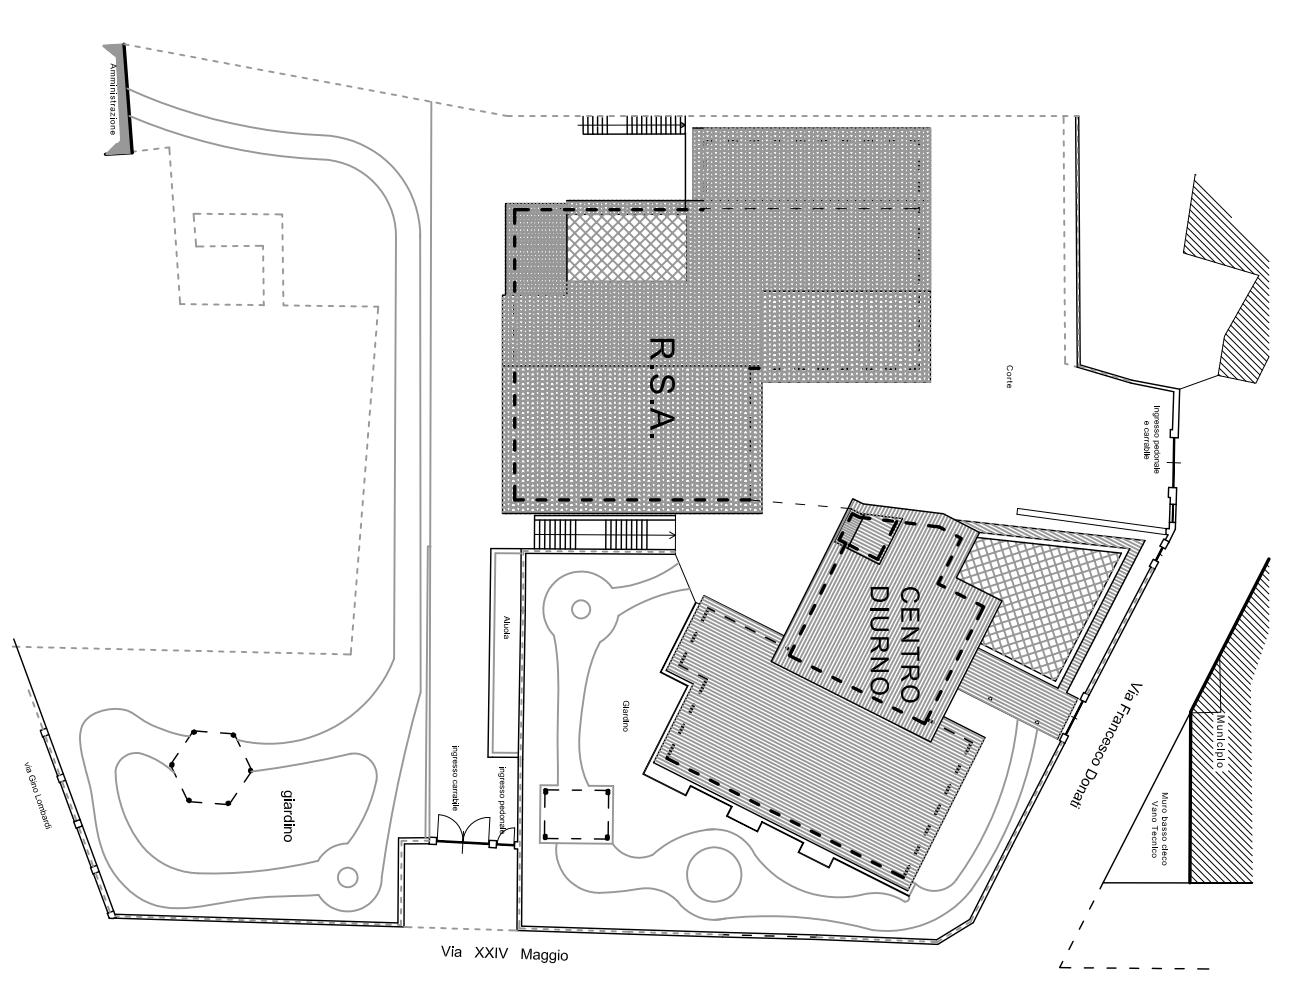 Amministrazione
R.S.A.
Corte
Ingresso pedonale
e carrabile
CENTRO
DIURNO
Aiuola
Giardino
Via Francesco Donati
Municipio
ingresso carrabile
ingresso pedonale
via Gino Lombardi
giardino
Muro basso cieco
Vano Tecnico
Via XXIV Maggio